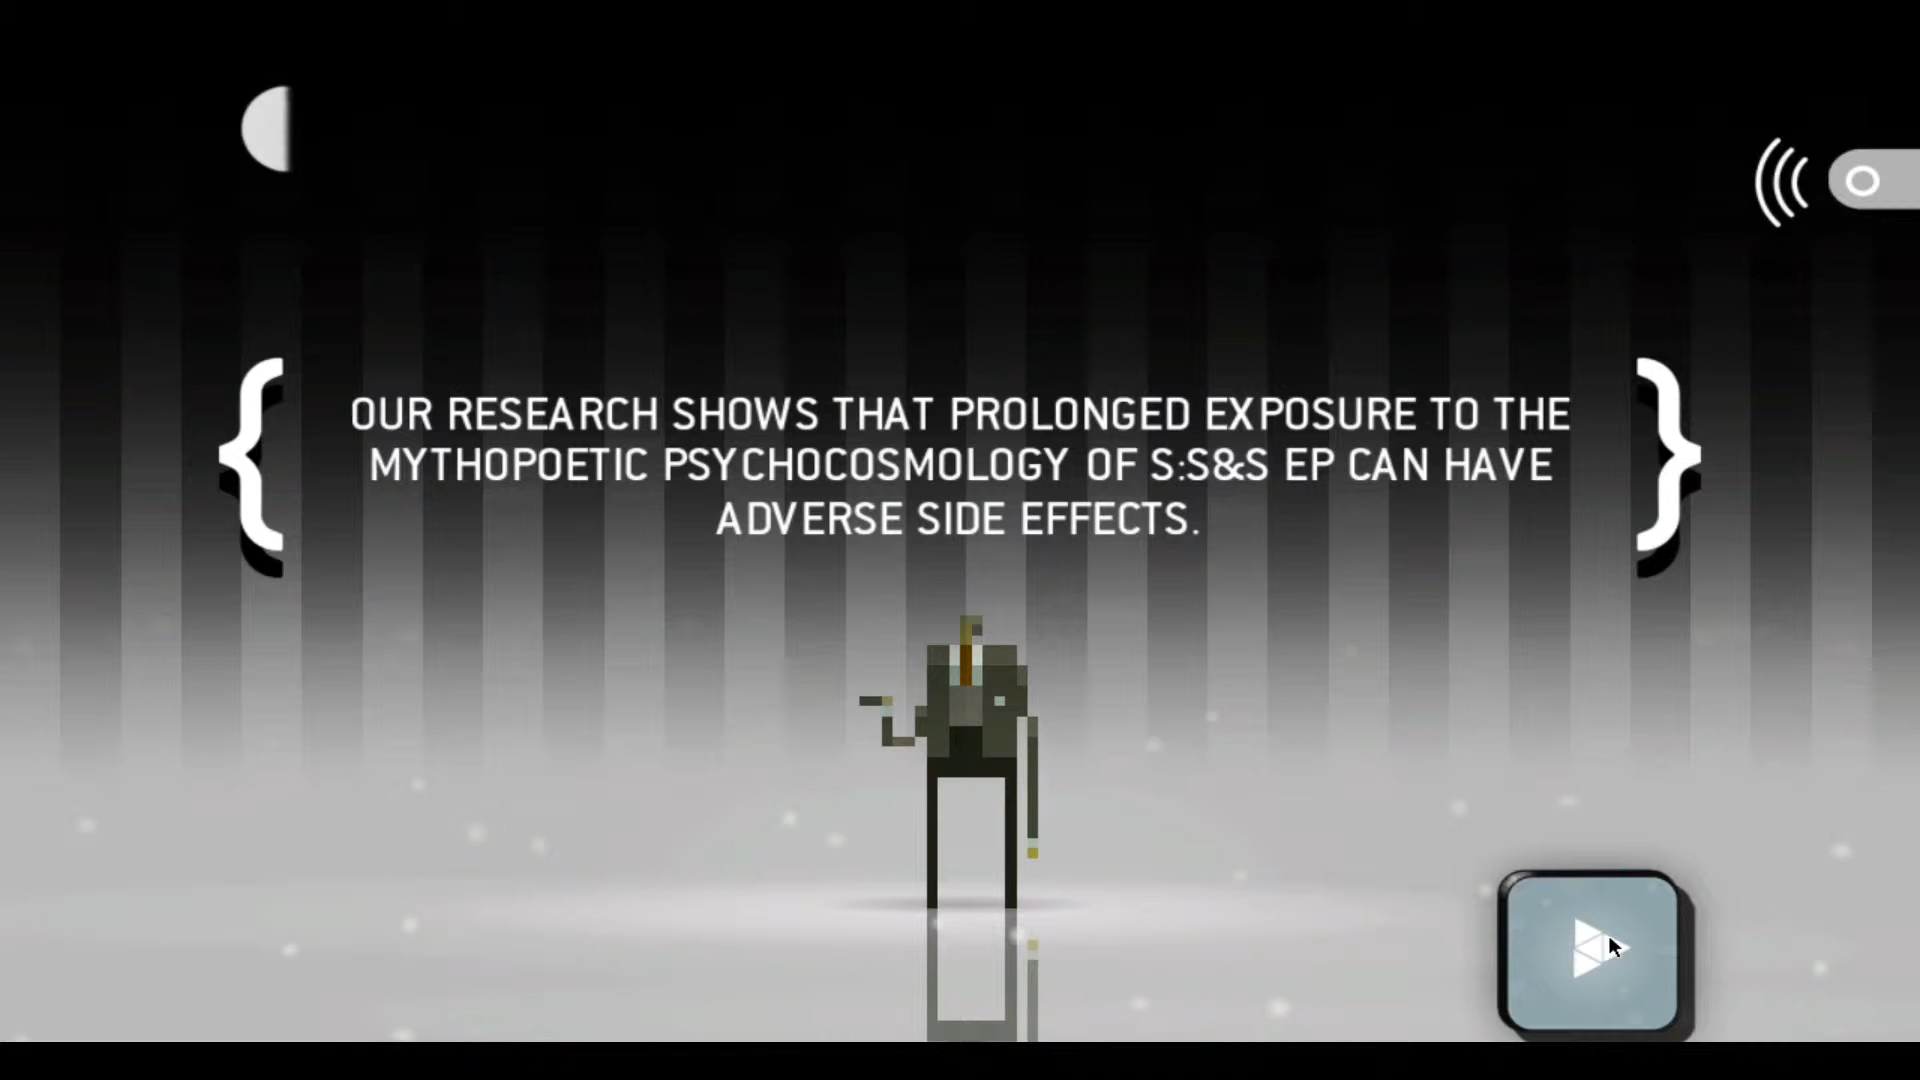 OUR RESEARCH SHOWS THAT PROLONGED EXPOSURE TO THE
MYTHOPOETIC PSYCHOCOSMOLOGY OF S:S&S EP CAN HAVE
ADVERSE SIDE EFFECTS.